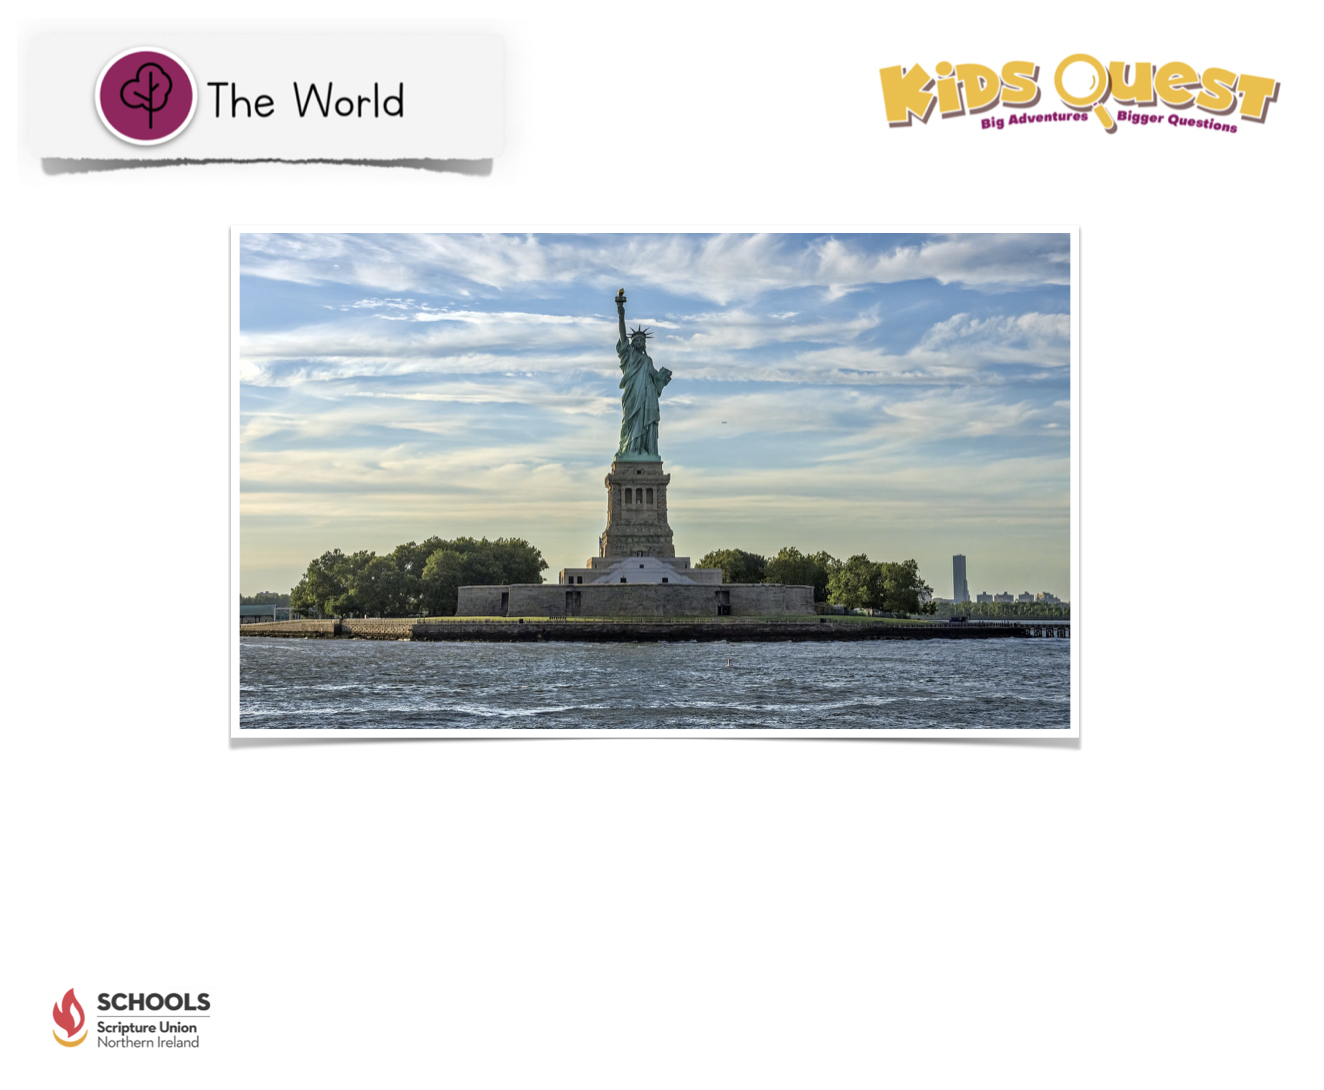 The World
KiDS QUEST
Big Adventures Bigger Questions
SCHOOLS
Scripture Union
Northern Ireland